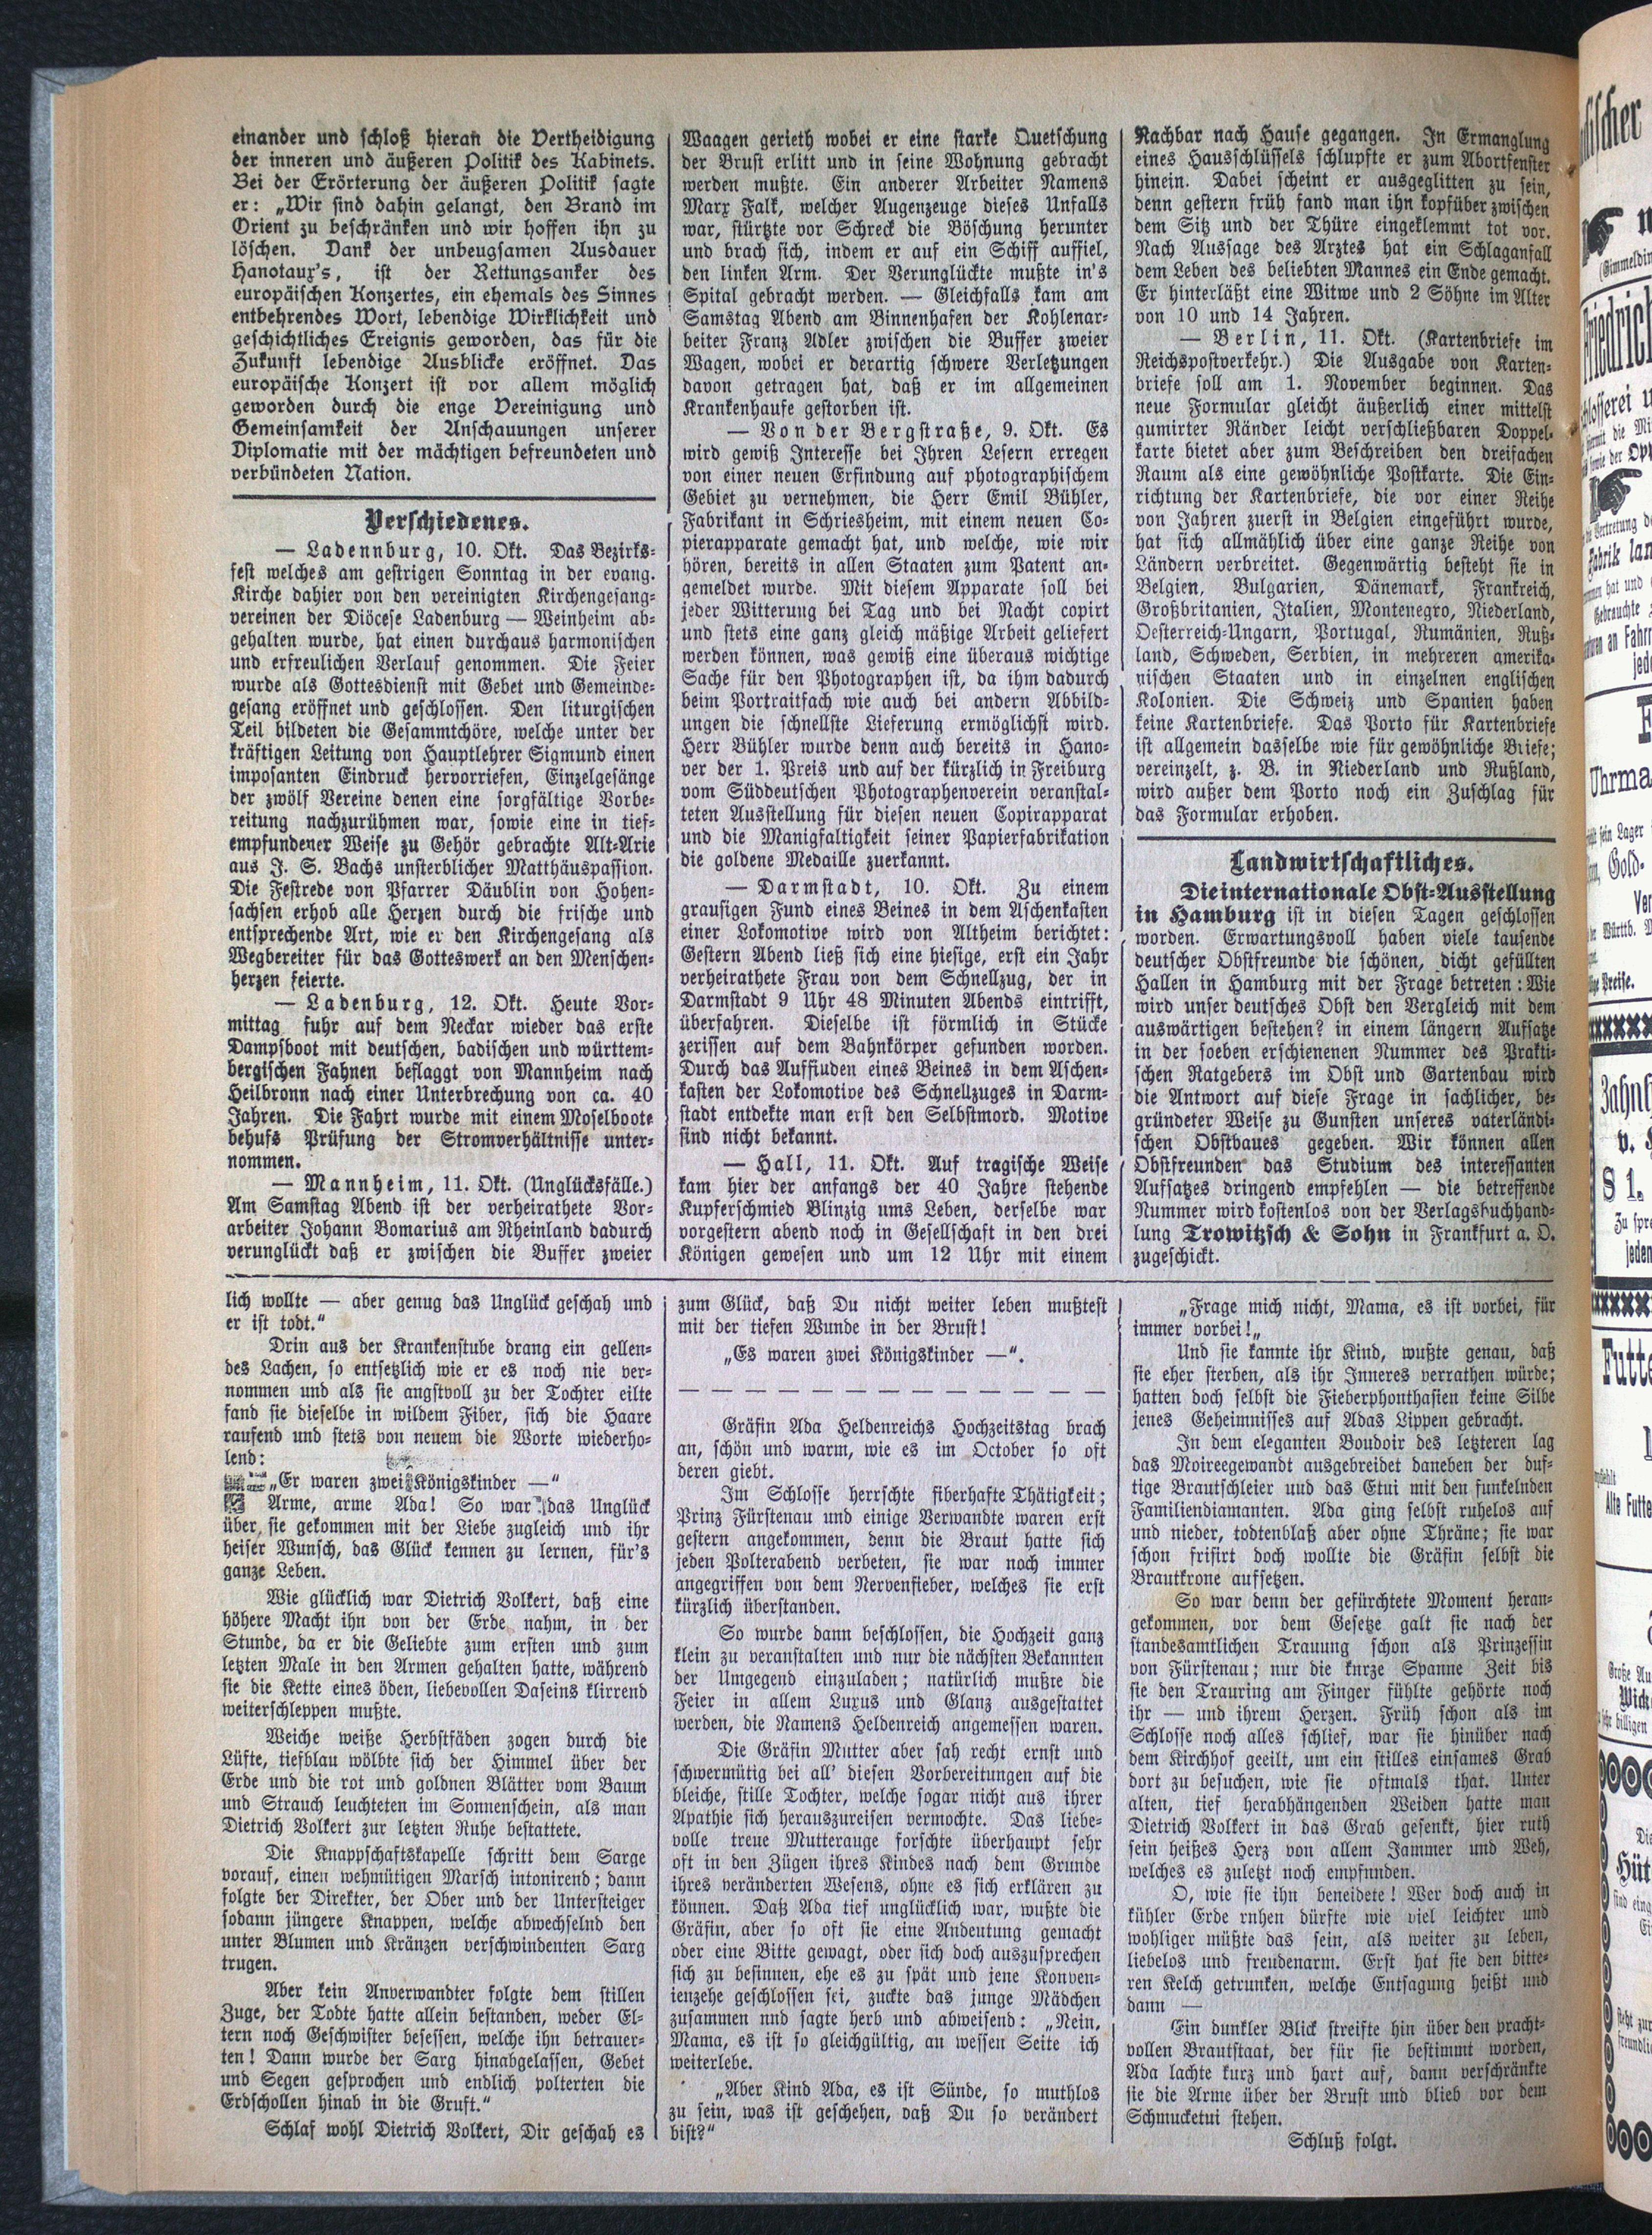 einander und schloß hieran die Vertheidigung
der inneren und äußeren Politik des Kabinets.
Bei der Erörterung der äußeren Politik sagte
er: „Wir sind dahin gelangt, den Brand im
Orient zu beschränken und wir hoffen ihn zu
löschen. Dank der unbeugsamen Ausdauer
Hanotaux's, ist der Rettungsanker des
europäischen Konzertes, ein ehemals des Sinnes
entbehrendes Wort, lebendige Wirklichkeit und
geschichtliches Ereignis geworden, das für die
Zukunft lebendige Ausblicke eröffnet. Das
europäische Konzert ist vor allem möglich
geworden durch die enge Vereinigung und
Gemeinsamkeit der Anschauungen unserer
Diplomatie mit der mächtigen befreundeten und
verbündeten Nation.
Verschiedenes.
— Ladennburg, 10. Okt. Das Bezirks-
fest welches am gestrigen Sonntag in der evang.
Kirche dahier von den vereinigten Kirchengesang-
vereinen der Diöcese Ladenburg — Weinheim ab-
gehalten wurde, hat einen durchaus harmonischen
und erfreulichen Verlauf genommen. Die Feier
wurde als Gottesdienst mit Gebet und Gemeinde-
gesang eröffnet und geschlossen. Den liturgischen
Teil bildeten die Gesammtchöre, welche unter der
kräftigen Leitung von Hauptlehrer Sigmund einen
imposanten Eindruck hervorriefen, Einzelgesänge
der zwölf Vereine denen eine sorgfältige Vorbe-
reitung nachzurühmen war, sowie eine in tief-
empfundener Weise zu Gehör gebrachte Alt-Arie
aus J. S. Bachs unsterblicher Matthäuspassion.
Die Festrede von Pfarrer Däublin von Hohen-
sachsen erhob alle Herzen durch die frische und
entsprechende Art, wie er den Kirchengesang als
Wegbereiter für das Gotteswerk an den Menschen-
herzen feierte.
— Ladenburg, 12. Okt. Heute Vor-
mittag fuhr auf dem Neckar wieder das erste
Dampsboot mit deutschen, badischen und württem-
bergischen Fahnen beflaggt von Mannheim nach
Heilbronn nach einer Unterbrechung von ca. 40
Jahren. Die Fahrt wurde mit einem Moselboote
behufs Prüfung der Stromverhältnisse unter-
nommen.
— Mannheim, 11. Okt. (Unglücksfälle.)
Am Samstag Abend ist der verheirathete Vor-
arbeiter Johann Bomarius am Rheinland dadurch
verunglückt daß er zwischen die Buffer zweier
Waagen gerieth wobei er eine starke Quetschung
der Brust erlitt und in seine Wohnung gebracht
werden mußte. Ein anderer Arbeiter Namens
Marx Falk, welcher Augenzeuge dieses Unfalls
war, stürtzte vor Schreck die Böschung herunter
und brach sich, indem er auf ein Schiff auffiel,
den linken Arm. Der Verunglückte mußte in's
Spital gebracht werden. — Gleichfalls kam am
Samstag Abend am Binnenhafen der Kohlenar-
beiter Franz Adler zwischen die Buffer zweier
Wagen, wobei er derartig schwere Verletzungen
davon getragen hat, daß er im allgemeinen
Krankenhause gestorben ist.
— Von der Bergstraße, 9. Okt. Es
wird gewiß Interesse bei Ihren Lesern erregen
von einer neuen Erfindung auf photographischem
Gebiet zu vernehmen, die Herr Emil Bühler,
Fabrikant in Schriesheim, mit einem neuen Co-
pierapparate gemacht hat, und welche, wie wir
hören, bereits in allen Staaten zum Patent an-
gemeldet wurde. Mit diesem Apparate soll bei
jeder Witterung bei Tag und bei Nacht copirt
und stets eine ganz gleich mäßige Arbeit geliefert
werden können, was gewiß eine überaus wichtige
Sache für den Photographen ist, da ihm dadurch
beim Portraitfach wie auch bei andern Abbild-
ungen die schnellste Lieferung ermöglicht wird.
Herr Bühler wurde denn auch bereits in Hano-
ver der 1. Preis und auf der kürzlich in Freiburg
vom Süddeutschen Photographenverein veranstal-
teten Ausstellung für diesen neuen Copirapparat
und die Manigfaltigkeit seiner Papierfabrikation
die goldene Medaille zuerkannt.
— Darmstadt, 10. Okt. Zu einem
grausigen Fund eines Beines in dem Aschenkasten
einer Lokomotive wird von Altheim berichtet:
Gestern Abend ließ sich eine hiesige, erst ein Jahr
verheirathete Frau von dem Schnellzug, der in
Darmstadt 9 Uhr 48 Minuten Abends eintrifft,
überfahren. Dieselbe ist förmlich in Stücke
zerissen auf dem Bahnkörper gefunden worden.
Durch das Auffiuden eines Beines in dem Aschen-
kasten der Lokomotive des Schnellzuges in Darm-
stadt entdekte man erst den Selbstmord. Motive
sind nicht bekannt.
— Hall, 11. Okt. Auf tragische Weise
kam hier der anfangs der 40 Jahre stehende
Kupferschmied Blinzig ums Leben, derselbe war
vorgestern abend noch in Gesellschaft in den drei
Königen gewesen und um 12 Uhr mit einem
Nachbar nach Hause gegangen. In Ermanglung
eines Hausschlüssels schlupfte er zum Abortfenster
hinein. Dabei scheint er ausgeglitten zu sein,
denn gestern früh fand man ihn kopfüber zwischen
dem Sitz und der Thüre eingeklemmt tot vor.
Nach Aussage des Arztes hat ein Schlaganfall
dem Leben des beliebten Mannes ein Ende gemacht.
Er hinterläßt eine Witwe und 2 Söhne im Alter
von 10 und 14 Jahren.
— Berlin, 11. Okt. (Kartenbriefe im
Reichspostverkehr.) Die Ausgabe von Karten-
briefe soll am 1. November beginnen. Das
neue Formular gleicht äußerlich einer mittelst
gumirter Ränder leicht verschließbaren Doppel-
karte bietet aber zum Beschreiben den dreifachen
Raum als eine gewöhnliche Postkarte. Die Ein-
richtung der Kartenbriefe, die vor einer Reihe
von Jahren zuerst in Belgien eingeführt wurde,
hat sich allmählich über eine ganze Reihe von
Ländern verbreitet. Gegenwärtig besteht sie in
Belgien, Bulgarien, Dänemark, Frankreich,
Großbritanien, Italien, Montenegro, Niederland,
Oesterreich-Ungarn, Portugal, Rumänien, Ruß-
land, Schweden, Serbien, in mehreren amerika-
nischen Staaten und in einzelnen englischen
Kolonien. Die Schweiz und Spanien haben
keine Kartenbriefe. Das Porto für Kartenbriefe
ist allgemein dasselbe wie für gewöhnliche Briefe;
vereinzelt, z. B. in Niederland und Rußland,
wird außer dem Porto noch ein Zuschlag für
das Formular erhoben.
Landwirtschaftliches.
Die internationale Obst-Ausstellung
in Hamburg ist in diesen Tagen geschlossen
worden. Erwartungsvoll haben viele tausende
deutscher Obstfreunde die schönen, dicht gefüllten
Hallen in Hamburg mit der Frage betreten: Wie
wird unser deutsches Obst den Vergleich mit dem
auswärtigen bestehen? in einem längern Aufsatze
in der soeben erschienenen Nummer des Prakti-
schen Ratgebers im Obst und Gartenbau wird
die Antwort auf diese Frage in sachlicher, be-
gründeter Weise zu Gunsten unseres vaterländi-
schen Obstbaues gegeben. Wir können allen
Obstfreunden das Studium des interessanten
Aufsatzes dringend empfehlen — die betreffende
Nummer wird kostenlos von der Verlagsbuchhand-
lung Trowitzsch & Sohn in Frankfurt a. O.
zugeschickt.
lich wollte — aber genug das Unglück geschah und
er ist todt.“
Drin aus der Krankenstube drang ein gellen-
des Lachen, so entsetzlich wie er es noch nie ver-
nommen und als sie angstvoll zu der Tochter eilte
fand sie dieselbe in wildem Fiber, sich die Haare
raufend und stets von neuem die Worte wiederho-
lend:
„Er waren zwei Königskinder —“
Arme, arme Ada! So war das Unglück
über sie gekommen mit der Liebe zugleich und ihr
heiser Wunsch, das Glück kennen zu lernen, für's
ganze Leben.
Wie glücklich war Dietrich Volkert, daß eine
höhere Macht ihn von der Erde nahm, in der
Stunde, da er die Geliebte zum ersten und zum
letzten Male in den Armen gehalten hatte, während
sie die Kette eines öden, liebevollen Daseins klirrend
weiterschleppen mußte.
Weiche weiße Herbstfäden zogen durch die
Lüfte, tiefblau wölbte sich der Himmel über der
Erde und die rot und goldnen Blätter vom Baum
und Strauch leuchteten im Sonnenschein, als man
Dietrich Volkert zur letzten Ruhe bestattete.
Die Knappschaftskapelle schritt dem Sarge
vorauf, einen wehmütigen Marsch intonirend; dann
folgte ber Direkter, der Ober und der Untersteiger
sodann jüngere Knappen, welche abwechselnd den
unter Blumen und Kränzen verschwindenten Sarg
trugen.
Aber kein Anverwandter folgte dem stillen
Zuge, der Todte hatte allein bestanden, weder El-
tern noch Geschwister besessen, welche ihn betrauer-
ten! Dann wurde der Sarg hinabgelassen, Gebet
und Segen gesprochen und endlich polterten die
Erdschollen hinab in die Gruft.“
Schlaf wohl Dietrich Volkert, Dir geschah es
zum Glück, daß Du nicht weiter leben mußtest
mit der tiefen Wunde in der Brust!
„Es waren zwei Königskinder —“.
— — — — — — — — — — — —
Gräfin Ada Heldenreichs Hochzeitstag brach
an, schön und warm, wie es im October so oft
deren giebt.
Im Schlosse herrschte fiberhafte Thätigkeit;
Prinz Fürstenau und einige Verwandte waren erst
gestern angekommen, denn die Braut hatte sich
jeden Polterabend verbeten, sie war noch immer
angegriffen von dem Nervenfieber, welches sie erst
kürzlich überstanden.
So wurde dann beschlossen, die Hochzeit ganz
klein zu veranstalten und nur die nächsten Bekannten
der Umgegend einzuladen; natürlich mußre die
Feier in allem Luxus und Glanz ausgestattet
werden, die Namens Heldenreich angemessen waren.
Die Gräfin Mutter aber sah recht ernst und
schwermütig bei all' diesen Vorbereitungen auf die
bleiche, stille Tochter, welche sogar nicht aus ihrer
Apathie sich herauszureisen vermochte. Das liebe-
volle treue Mutterauge forschte überhaupt sehr
oft in den Zügen ihres Kindes nach dem Grunde
ihres veränderten Wesens, ohne es sich erklären zu
können. Daß Ada tief unglücklich war, wußte die
Gräfin, aber so oft sie eine Andeutung gemacht
oder eine Bitte gewagt, oder sich doch auszusprechen
sich zu besinnen, ehe es zu spät und jene Konven-
ienzehe geschlossen sei, zuckte das junge Mädchen
zusammen nnd sagte herb und abweisend: „Nein,
Mama, es ist so gleichgültig, an wessen Seite ich
weiterlebe.
„Aber Kind Ada, es ist Sünde, so muthlos
zu sein, was ist geschehen, daß Du so verändert
bist?“
„Frage mich nicht, Mama, es ist vorbei, für
immer vorbei!„
Und sie kannte ihr Kind, wußte genau, daß
sie eher sterben, als ihr Inneres verrathen würde;
hatten doch selbst die Fieberphonthasien keine Silbe
jenes Geheimnisses auf Adas Lippen gebracht.
In dem eleganten Boudoir des letzteren lag
das Moireegewandt ausgebreidet daneben der duf-
tige Brautschleier und das Etui mit den funkelnden
Familiendiamanten. Ada ging selbst ruhelos auf
und nieder, todtenblaß aber ohne Thräne; sie war
schon frisirt doch wollte die Gräfin selbst die
Brautkrone aufsetzen.
So war denn der gefürchtete Moment heran-
gekommen, vor dem Gesetze galt sie nach der
standesamtlichen Trauung schon als Prinzessin
von Fürstenau; nur die knrze Spanne Zeit bis
sie den Trauring am Finger fühlte gehörte noch
ihr — und ihrem Herzen. Früh schon als im
Schlosse noch alles schlief, war sie hinüber nach
dem Kirchhof geeilt, um ein stilles einsames Grab
dort zu besuchen, wie sie oftmals that. Unter
alten, tief herabhängenden Weiden hatte man
Dietrich Volkert in das Grab gesenkt, hier ruth
sein heißes Herz von allem Jammer und Weh,
welches es zuletzt noch empfunden.
O, wie sie ihn beneidete! Wer doch auch in
kühler Erde rnhen dürfte wie viel leichter und
wohliger müßte das sein, als weiter zu leben,
liebelos und freudenarm. Erst hat sie den bitte-
ren Kelch getrunken, welche Entsagung heißt und
dann —
Ein dunkler Blick streifte hin über den pracht-
vollen Brautstaat, der für sie bestimmt worden,
Ada lachte kurz und hart auf, dann verschränkte
sie die Arme über der Brust und blieb vor dem
Schmucketui stehen.
Schluß folgt.